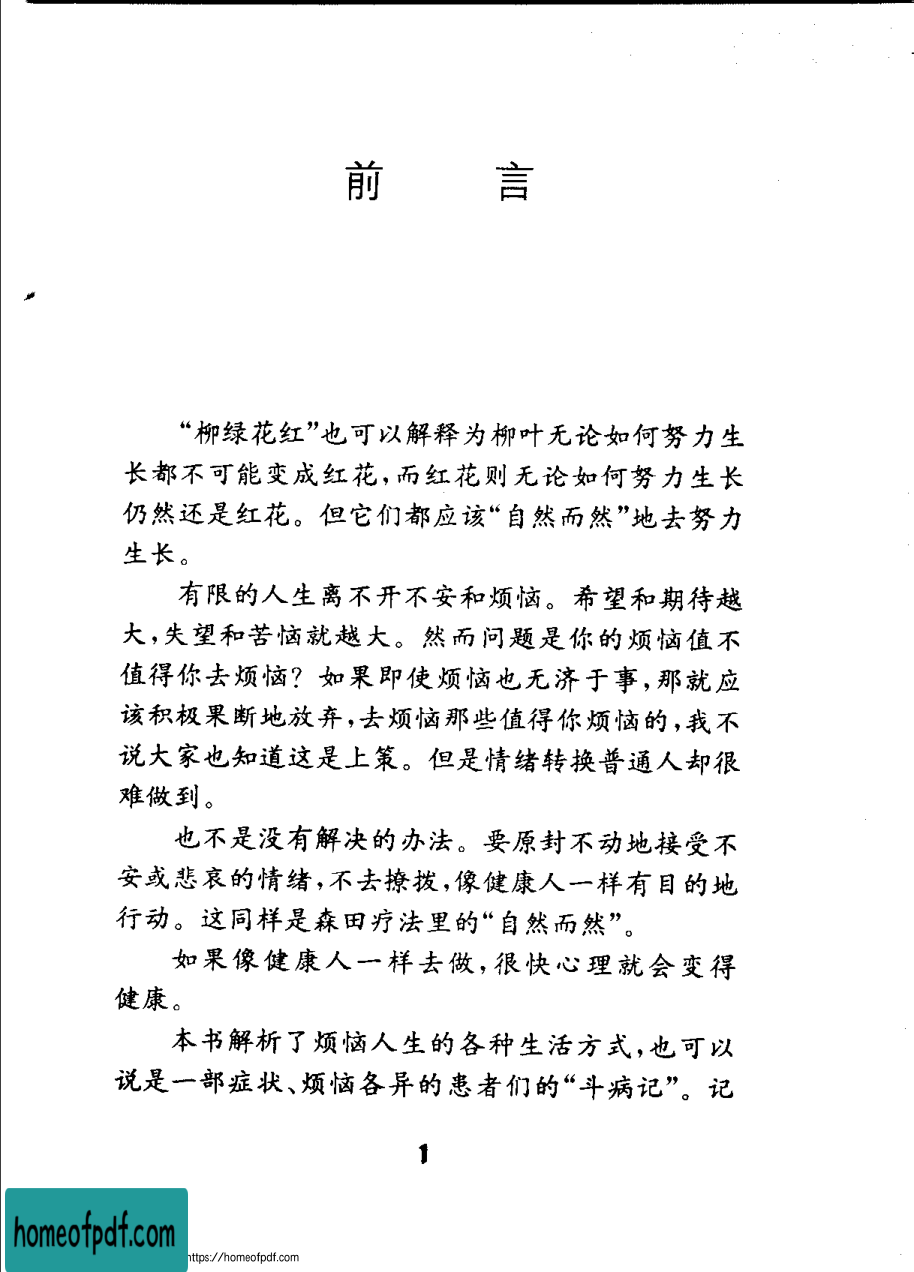 前 言
“柳绿花红”也可以解释为柳叶无论如何努力生
长都不可能变成红花，而红花则无论如何努力生长
仍然还是红花。但它们都应该“自然而然”地去努力
生长。
有限的人生离不开不安和烦恼。希望和期待越
大，失望和苦恼就越大。然而问题是你的烦恼值不
值得你去烦恼？如果即使烦恼也无济于事，那就应
该积极果断地放弃，去烦恼那些值得你烦恼的，我不
说大家也知道这是上策。但是情绪转换普通人却很
难做到。
也不是没有解决的办法。要原封不动地接受不
安或悲哀的情绪，不去撩拨，像健康人一样有目的地
行动。这同样是森田疗法里的“自然而然”。
如果像健康人一样去做，很快心理就会变得
健康。
本书解析了烦恼人生的各种生活方式，也可以
说是一部症状、烦恼各异的患者们的“斗病记”。记
1
homeofpdf.com
https://homeofpdf.com